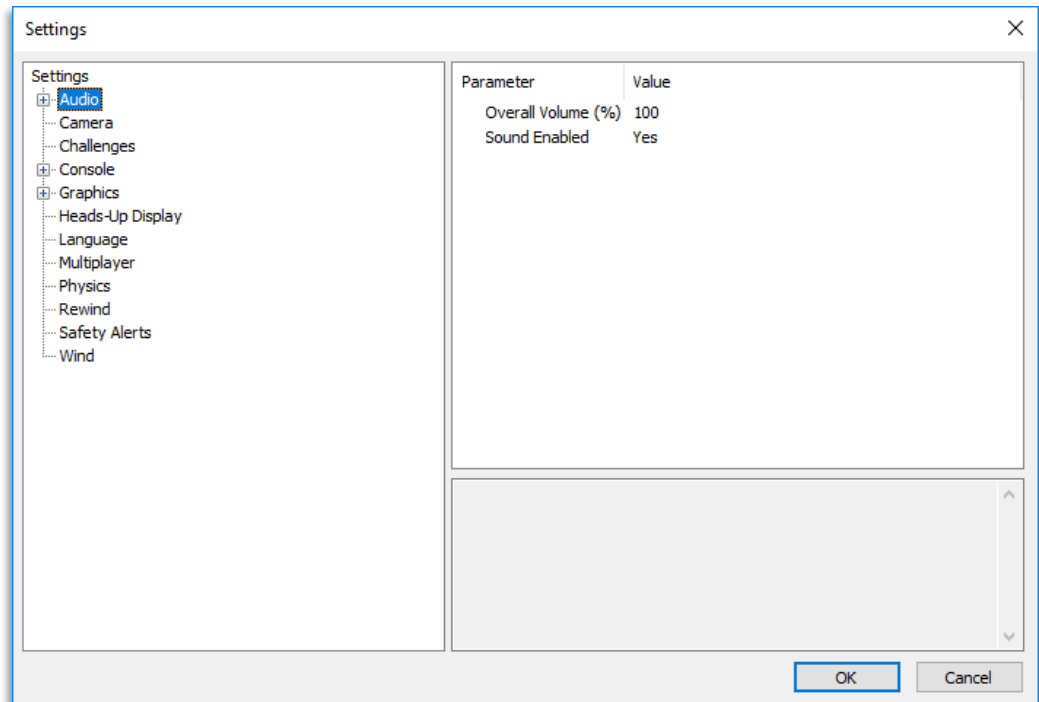 Settings
Settings
Audio
Camera
Challenges
Console
Graphics
Heads-Up Display
Language
Multiplayer
Physics
Rewind
Safety Alerts
Wind
Parameter Value
Overall Volume (%) 100
Sound Enabled Yes
OK Cancel